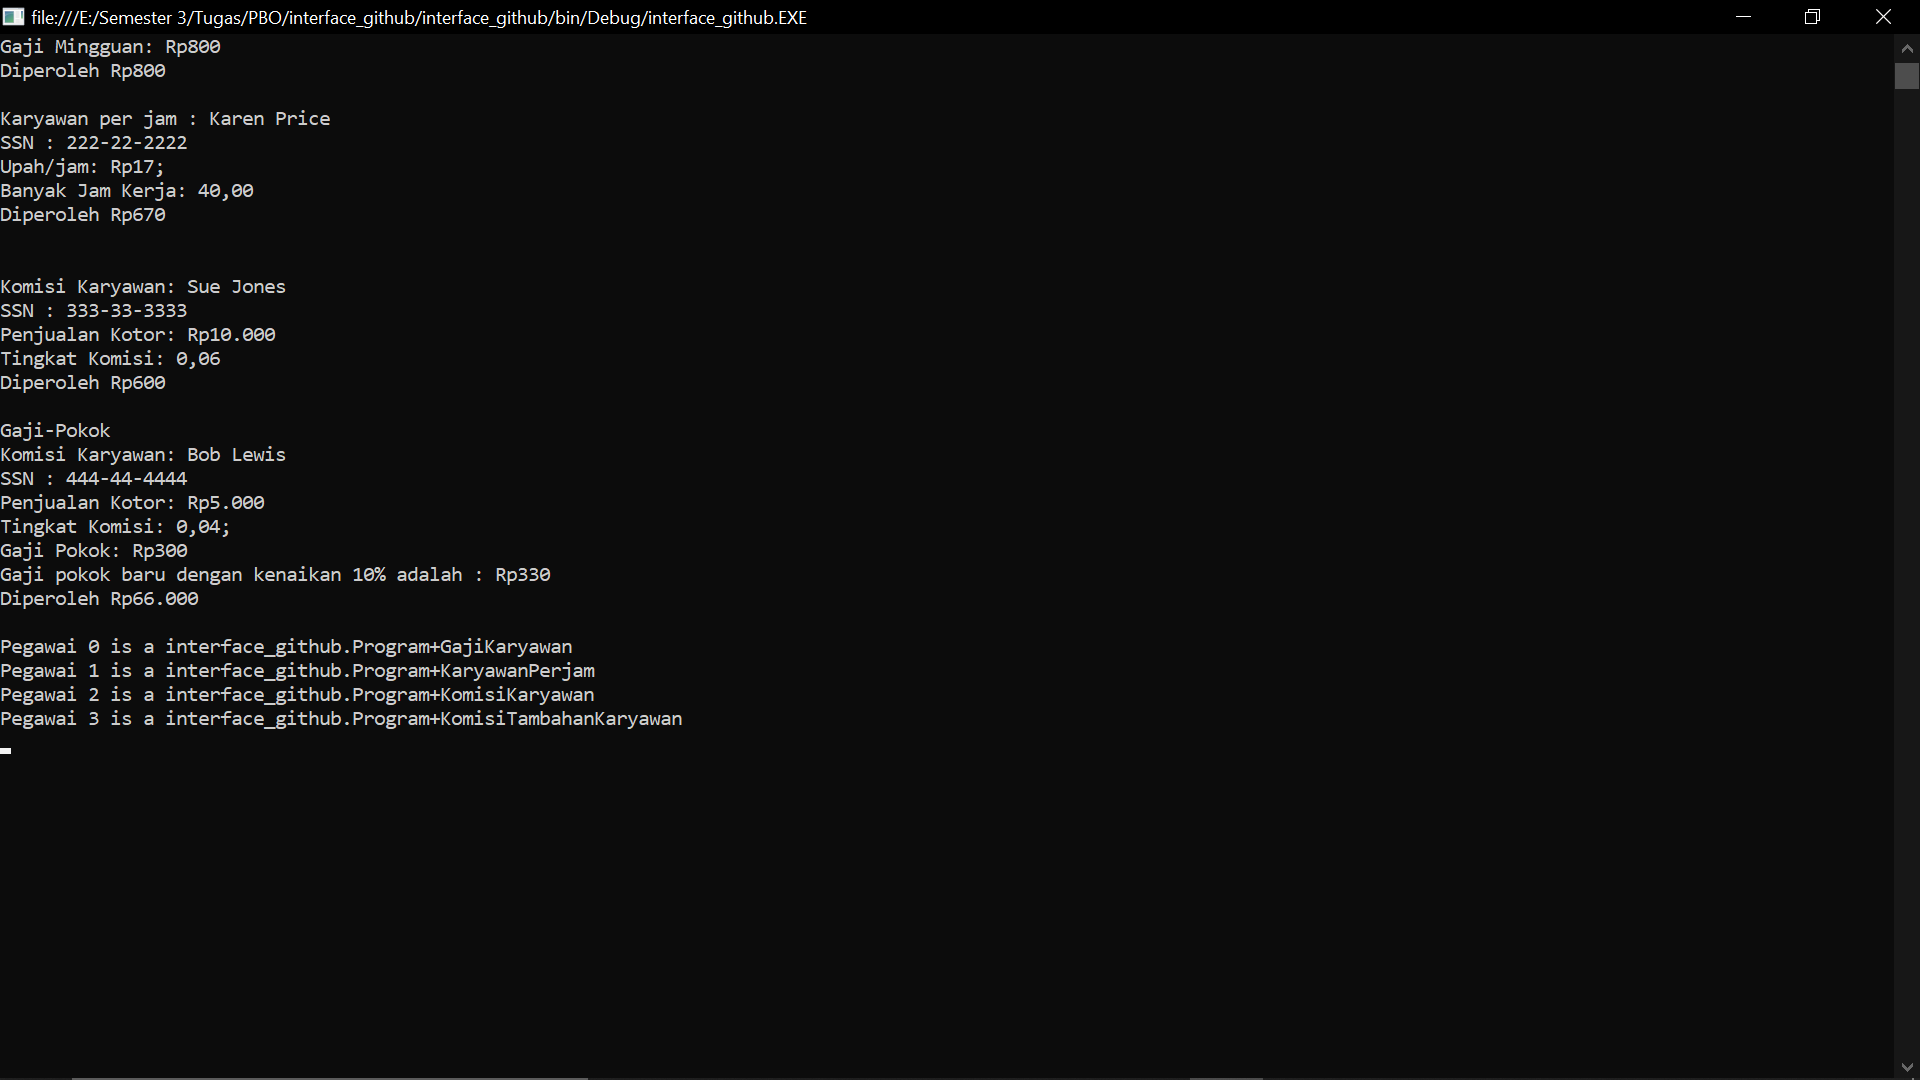 file:///E:/Semester 3/Tugas/PBO/interface_github/interface_github/bin/Debug/interface_github.EXE
Gaji Mingguan: Rp800
Diperoleh Rp800
Karyawan per jam : Karen Price
SSN : 222-22-2222
Upah/jam: Rp17;
Banyak Jam Kerja: 40,00
Diperoleh Rp670
Komisi Karyawan: Sue Jones
SSN : 333-33-3333
Penjualan Kotor: Rp10.000
Tingkat Komisi: 0,06
Diperoleh Rp600
Gaji-Pokok
Komisi Karyawan: Bob Lewis
SSN : 444-44-4444
Penjualan Kotor: Rp5.000
Tingkat Komisi: 0,04;
Gaji Pokok: Rp300
Gaji pokok baru dengan kenaikan 10% adalah : Rp330
Diperoleh Rp66.000
Pegawai 0 is a interface_github.Program+GajiKaryawan
Pegawai 1 is a interface_github.Program+KaryawanPerjam
Pegawai 2 is a interface_github.Program+KomisiKaryawan
Pegawai 3 is a interface_github.Program+KomisiTambahanKaryawan